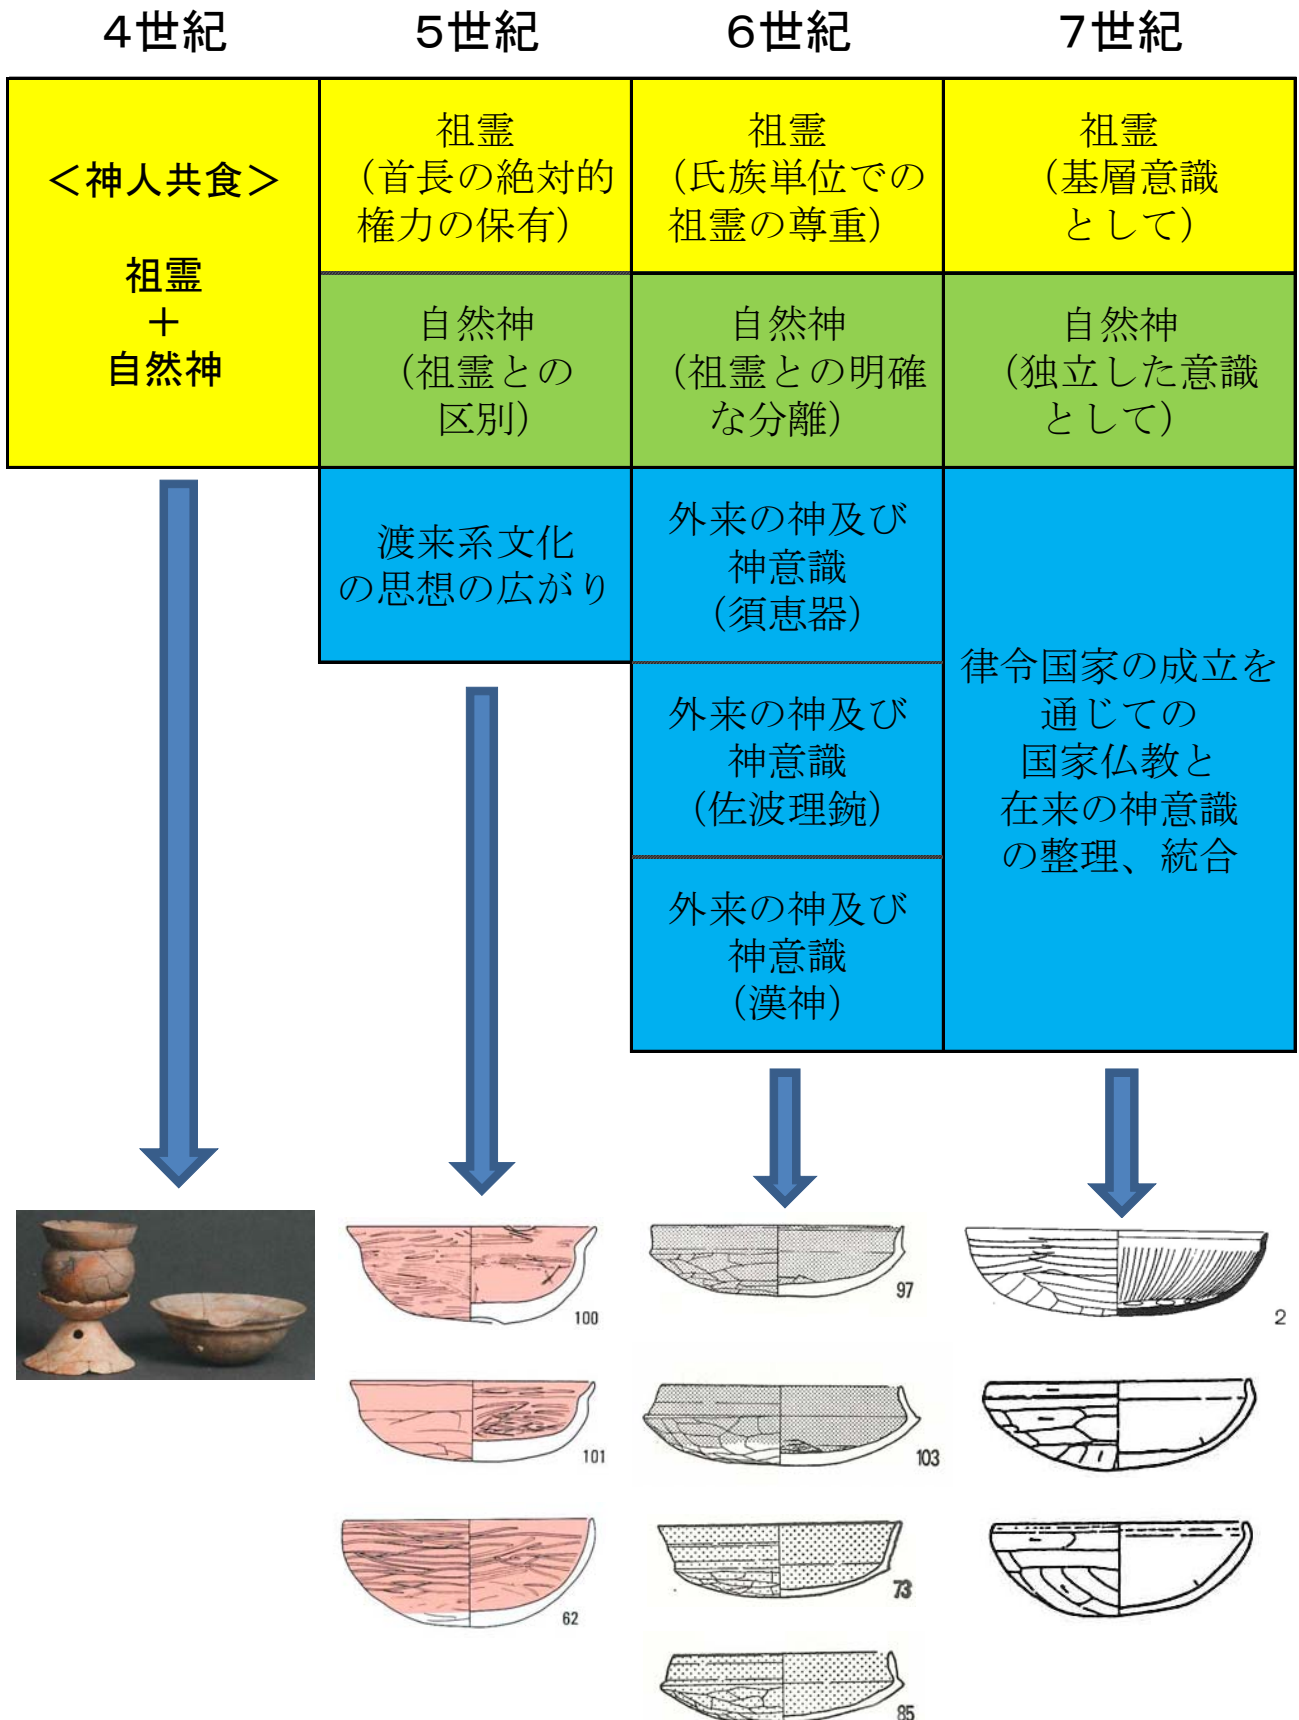 4世紀
5世紀
6世紀
7世紀
＜神人共食＞
祖霊
＋
自然神
祖霊
（首長の絶対的
権力の保有）
祖霊
（氏族単位での
祖霊の尊重）
祖霊
（基層意識
として）
自然神
（祖霊との
区別）
自然神
（祖霊との明確
な分離）
自然神
（独立した意識
として）
渡来系文化
の思想の広がり
外来の神及び
神意識
（須恵器）
外来の神及び
神意識
（佐波理鋺）
外来の神及び
神意識
（漢神）
律令国家の成立を
通じての
国家仏教と
在来の神意識
の整理、統合
100
101
62
97
103
73
85
2